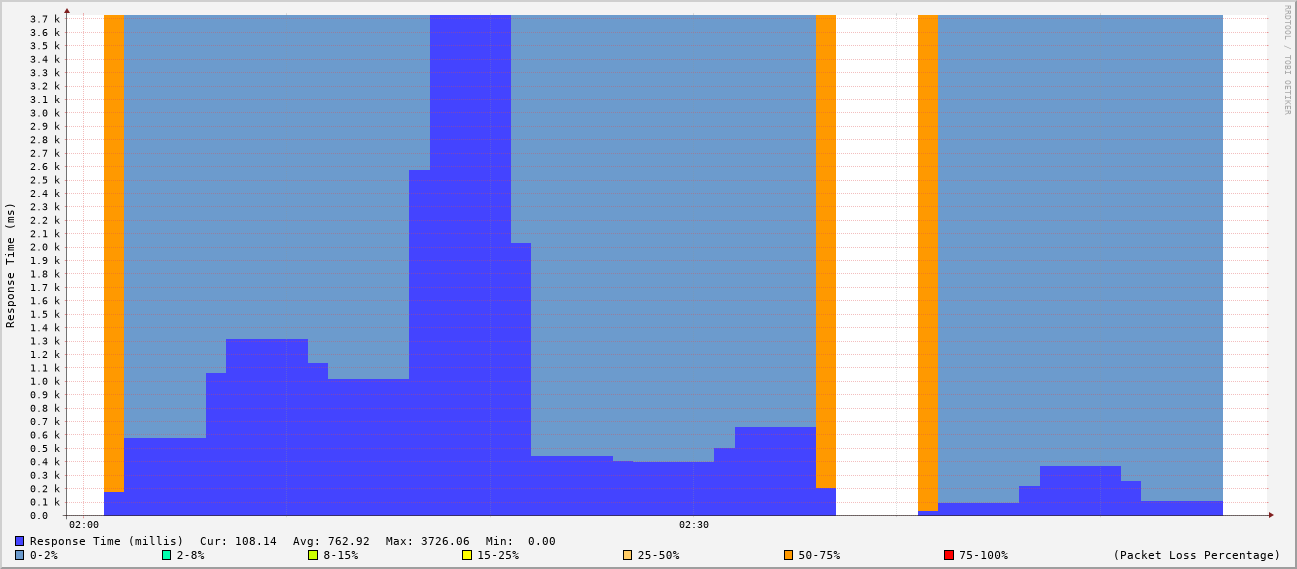 RRDTOOL / TOBI OETIKER
Response Time (ms)
3.7 k
3.6 k
3.5 k
3.4 k
3.3 k
3.2 k
3.1 k
3.0 k
2.9 k
2.8 k
2.7 k
2.6 k
2.5 k
2.4 k
2.3 k
2.2 k
2.1 k
2.0 k
1.9 k
1.8 k
1.7 k
1.6 k
1.5 k
1.4 k
1.3 k
1.2 k
1.1 k
1.0 k
0.9 k
0.8 k
0.7 k
0.6 k
0.5 k
0.4 k
0.3 k
0.2 k
0.1 k
0.0
02:00 02:30
Response Time (millis) Cur: 108.14 Avg: 762.92 Max: 3726.06 Min: 0.00
0-2% 2-8% 8-15% 15-25% 25-50% 50-75% 75-100% (Packet Loss Percentage)